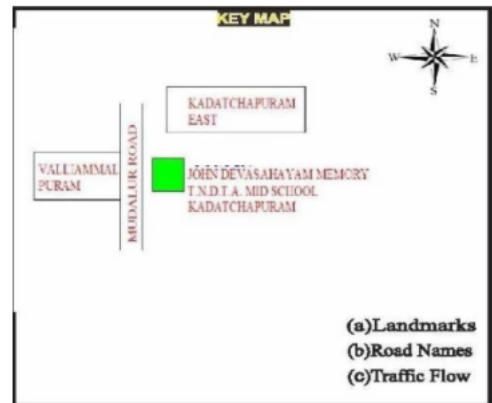 KEY MAP
N
W E
S
KADATCHAPURAM
EAST
VALLIAMMAL
PURAM
MUDALUR ROAD
JOHN DEVASAHAYAM MEMORY
T.N.D.T.A. MID SCHOOL
KADATCHAPURAM
(a)Landmarks
(b)Road Names
(c)Traffic Flow